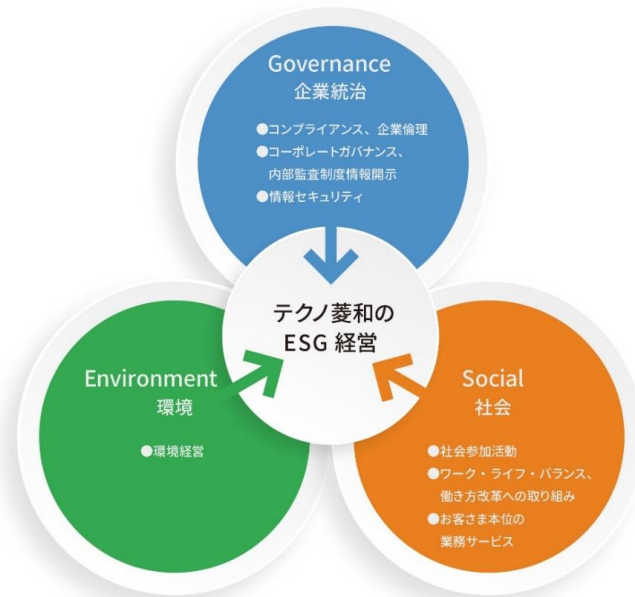 Governance
企業統治
●コンプライアンス、企業倫理
●コーポレートガバナンス、
内部監査制度情報開示
●情報セキュリティ
テクノ菱和の
ESG 経営
Environment
環境
●環境経営
Social
社会
●社会参加活動
●ワーク・ライフ・バランス、
働き方改革への取り組み
●お客さま本位の
業務サービス